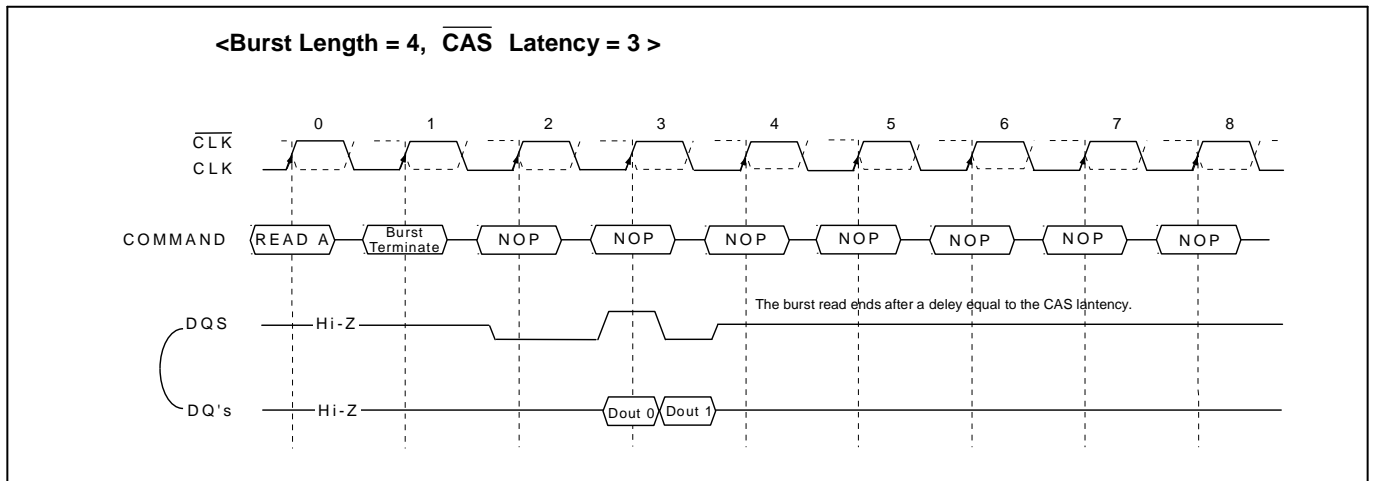 <Burst Length = 4, CAS Latency = 3 >
0 1 2 3 4 5 6 7 8
CLK
CLK
COMMAND READ A Burst Terminate NOP NOP NOP NOP NOP NOP NOP
The burst read ends after a deley equal to the CAS lantency.
DQS Hi-Z
DQ's Hi-Z Dout 0 Dout 1